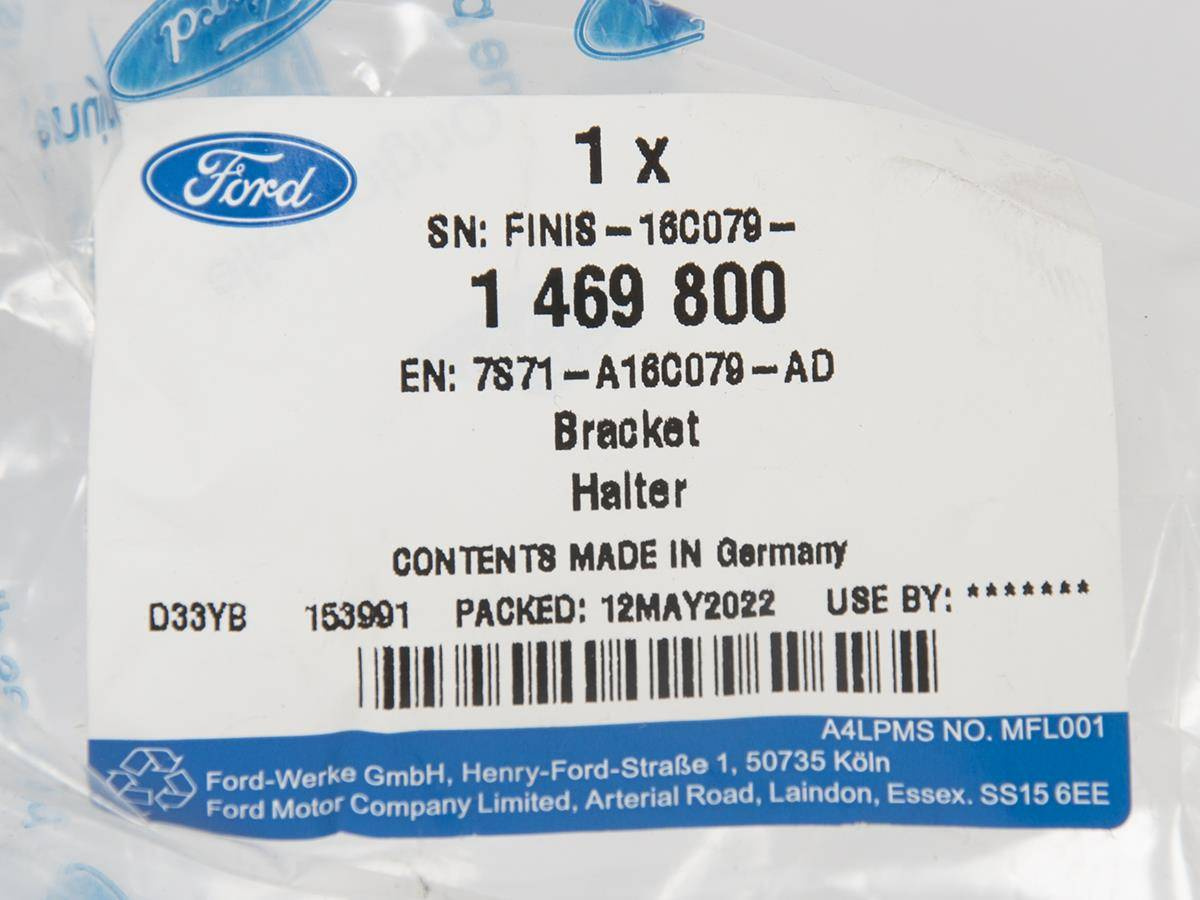 Ford
Ford
1 x
SN: FINIS-16C079-
1 469 800
EN: 7S71-A16C079-AD
Bracket
Halter
CONTENTS MADE IN Germany
D33YB 153991 PACKED: 12MAY2022 USE BY: *******
A4LPMS NO. MFL001
Ford-Werke GmbH, Henry-Ford-Straße 1, 50735 Köln
Ford Motor Company Limited, Arterial Road, Laindon, Essex. SS15 6EE